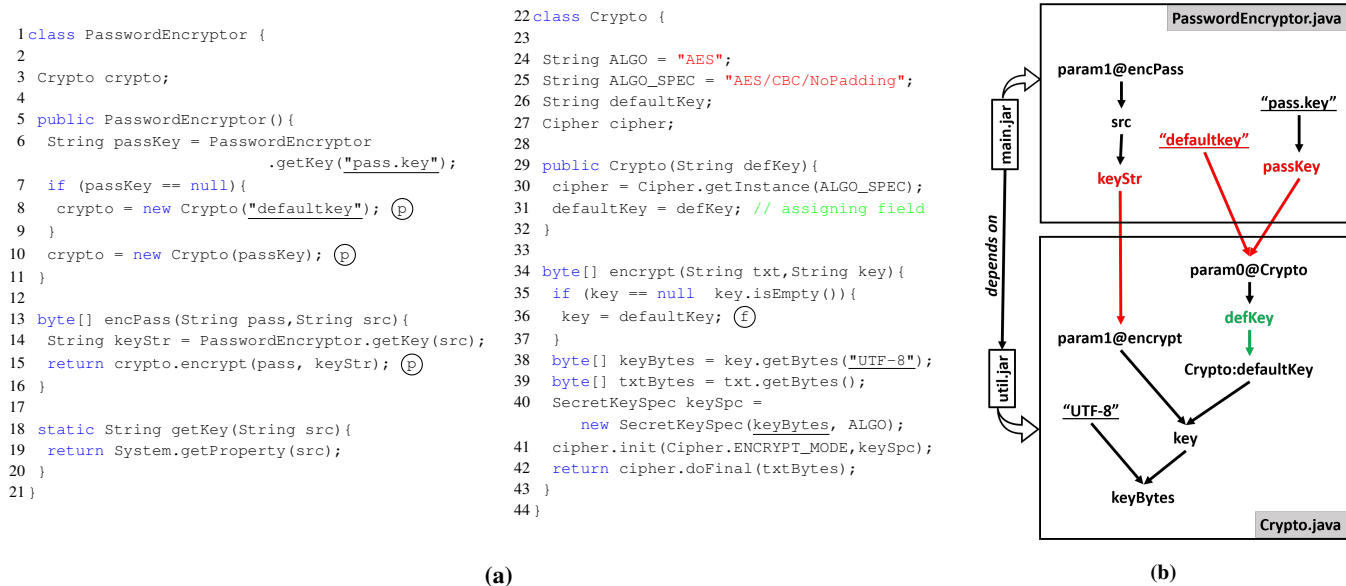 1 class PasswordEncryptor {
2
3 Crypto crypto;
4
5 public PasswordEncryptor(){
6 String passKey = PasswordEncryptor
.getKey("pass.key");
7 if (passKey == null){
8 crypto = new Crypto("defaultkey"); p
9 }
10 crypto = new Crypto(passKey); p
11 }
12
13 byte[] encPass(String pass,String src){
14 String keyStr = PasswordEncryptor.getKey(src);
15 return crypto.encrypt(pass, keyStr); p
16 }
17
18 static String getKey(String src){
19 return System.getProperty(src);
20 }
21 }
22 class Crypto {
23
24 String ALGO = "AES";
25 String ALGO_SPEC = "AES/CBC/NoPadding";
26 String defaultKey;
27 Cipher cipher;
28
29 public Crypto(String defKey){
30 cipher = Cipher.getInstance(ALGO_SPEC);
31 defaultKey = defKey; // assigning field
32 }
33
34 byte[] encrypt(String txt,String key){
35 if (key == null key.isEmpty()){
36 key = defaultKey; f
37 }
38 byte[] keyBytes = key.getBytes("UTF-8");
39 byte[] txtBytes = txt.getBytes();
40 SecretKeySpec keySpc =
new SecretKeySpec(keyBytes, ALGO);
41 cipher.init(Cipher.ENCRYPT_MODE,keySpc);
42 return cipher.doFinal(txtBytes);
43 }
44 }
(a)
PasswordEncryptor.java
param1@encPass
src
keyStr
"pass.key"
"defaultkey"
passKey
main.jar
depends on
util.jar
param0@Crypto
defKey
param1@encrypt
Crypto:defaultKey
"UTF-8"
key
keyBytes
Crypto.java
(b)